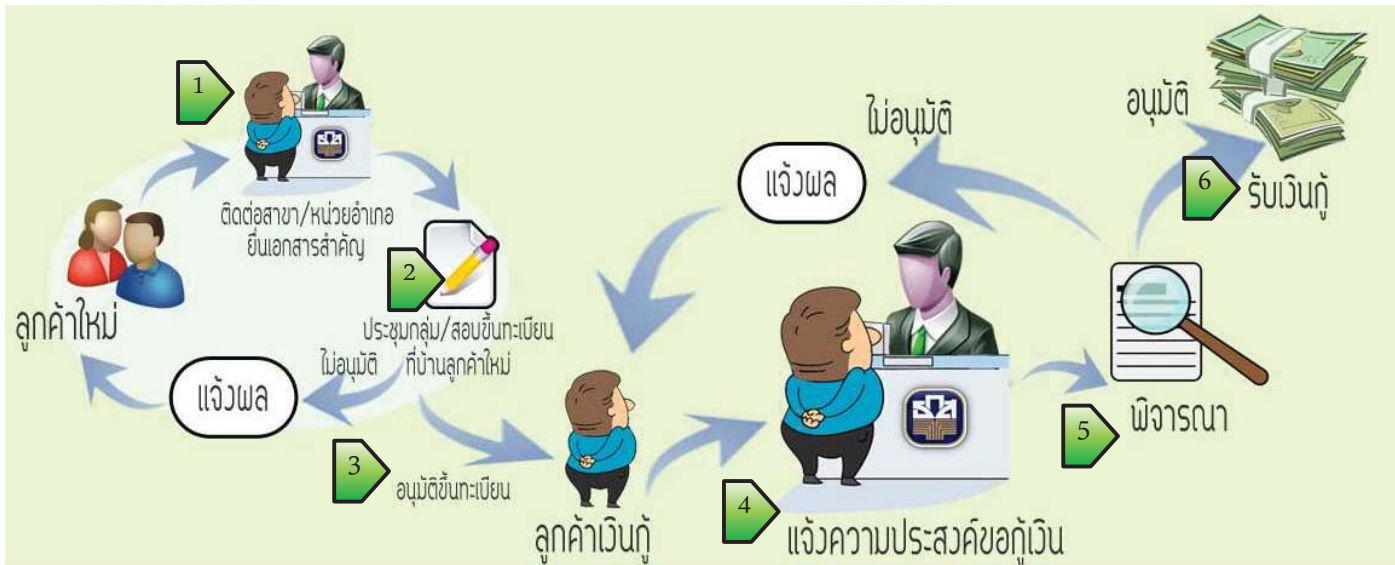 1
ติดต่อสาขา/หน่วยอำเภอ
ยื่นเอกสารสำคัญ
ลูกค้าใหม่
2
ประชุมกลุ่ม/สอบขึ้นทะเบียน
ที่บ้านลูกค้าใหม่
ไม่อนุมัติ
แจ้งผล
3
อนุมัติขึ้นทะเบียน
ลูกค้าเงินกู้
4
แจ้งความประสงค์ขอกู้เงิน
5
พิจารณา
ไม่อนุมัติ
แจ้งผล
อนุมัติ
6
รับเงินกู้